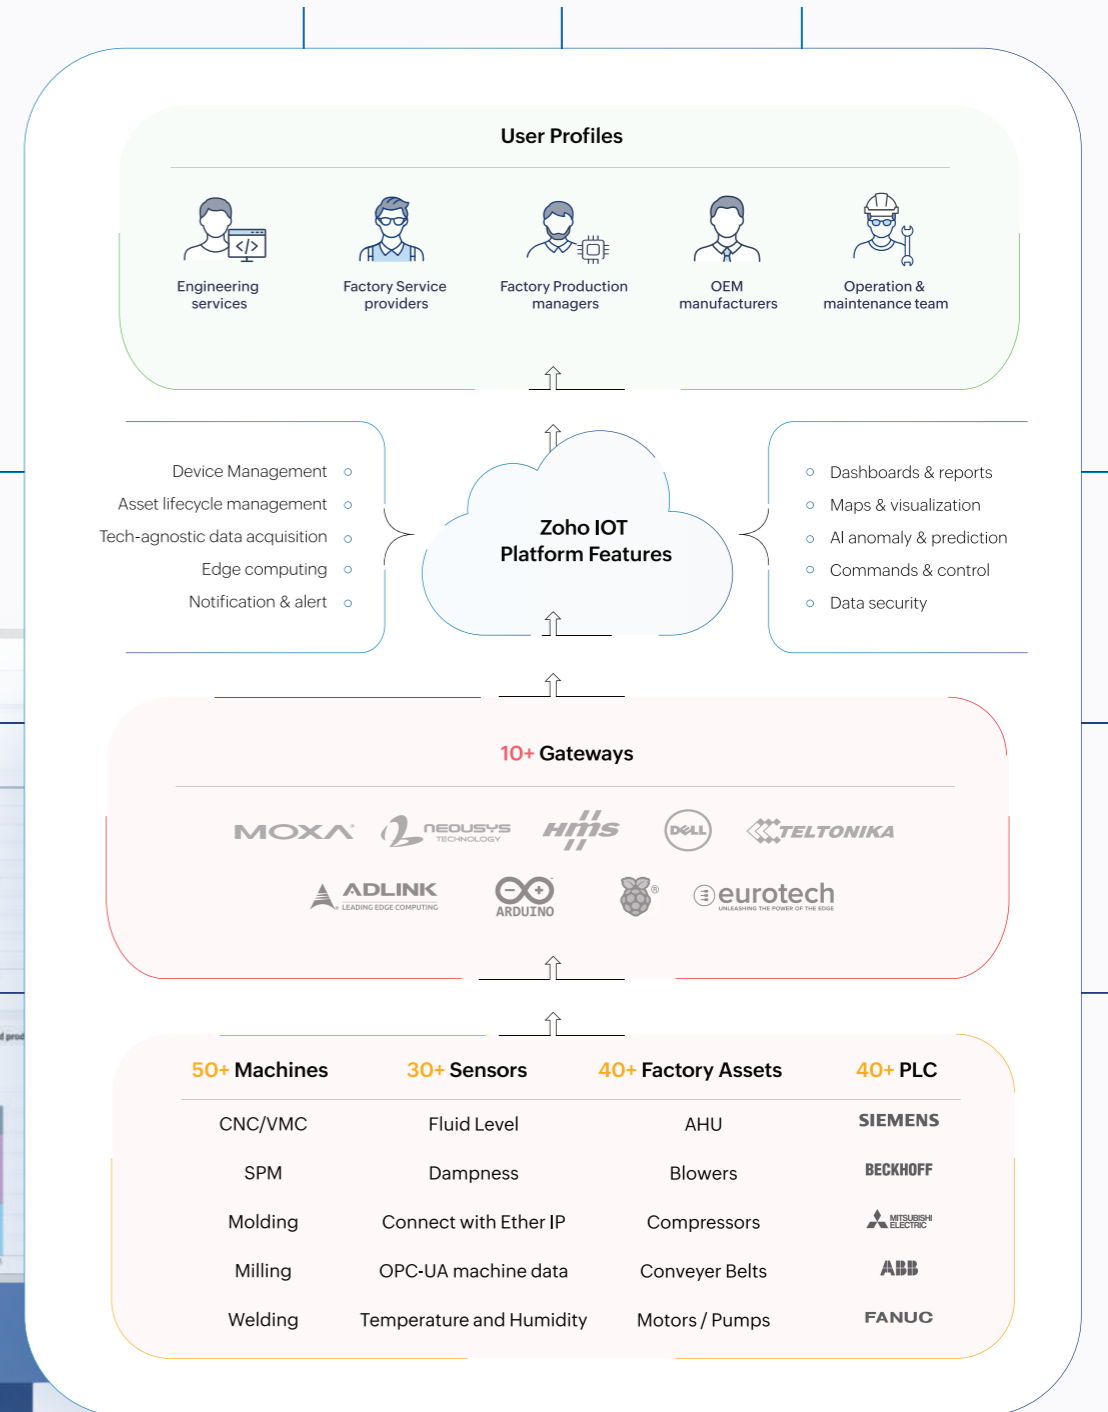 User Profiles
</>
Engineering
services
Factory Service
providers
Factory Production
managers
OEM
manufacturers
Operation &
maintenance team
Device Management
Asset lifecycle management
Tech-agnostic data acquisition
Edge computing
Notification & alert
Zoho IOT
Platform Features
Dashboards & reports
Maps & visualization
AI anomaly & prediction
Commands & control
Data security
10+ Gateways
MOXA®
NEOUSYS
TECHNOLOGY
HMS
DELL
TELTONIKA
ADLINK
LEADING EDGE COMPUTING
ARDUINO
®
eurotech
UNLEASHING THE POWER OF THE EDGE
d prod
50+ Machines
CNC/VMC
SPM
Molding
Milling
Welding
30+ Sensors
Fluid Level
Dampness
Connect with Ether IP
OPC-UA machine data
Temperature and Humidity
40+ Factory Assets
AHU
Blowers
Compressors
Conveyer Belts
Motors / Pumps
40+ PLC
SIEMENS
BECKHOFF
MITSUBISHI
ELECTRIC
ABB
FANUC